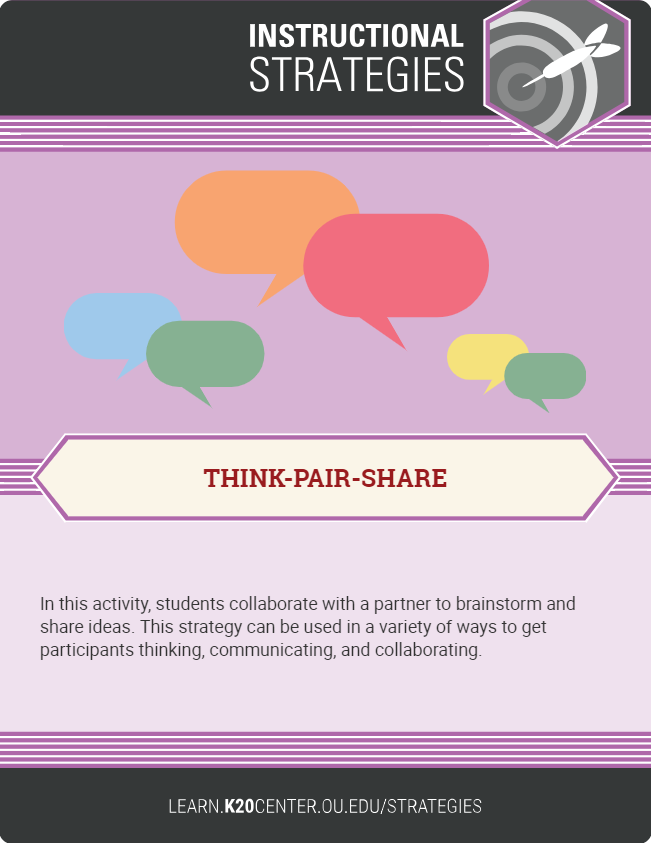 INSTRUCTIONAL
STRATEGIES
THINK-PAIR-SHARE
In this activity, students collaborate with a partner to brainstorm and
share ideas. This strategy can be used in a variety of ways to get
participants thinking, communicating, and collaborating.
LEARN.K20CENTER.OU.EDU/STRATEGIES